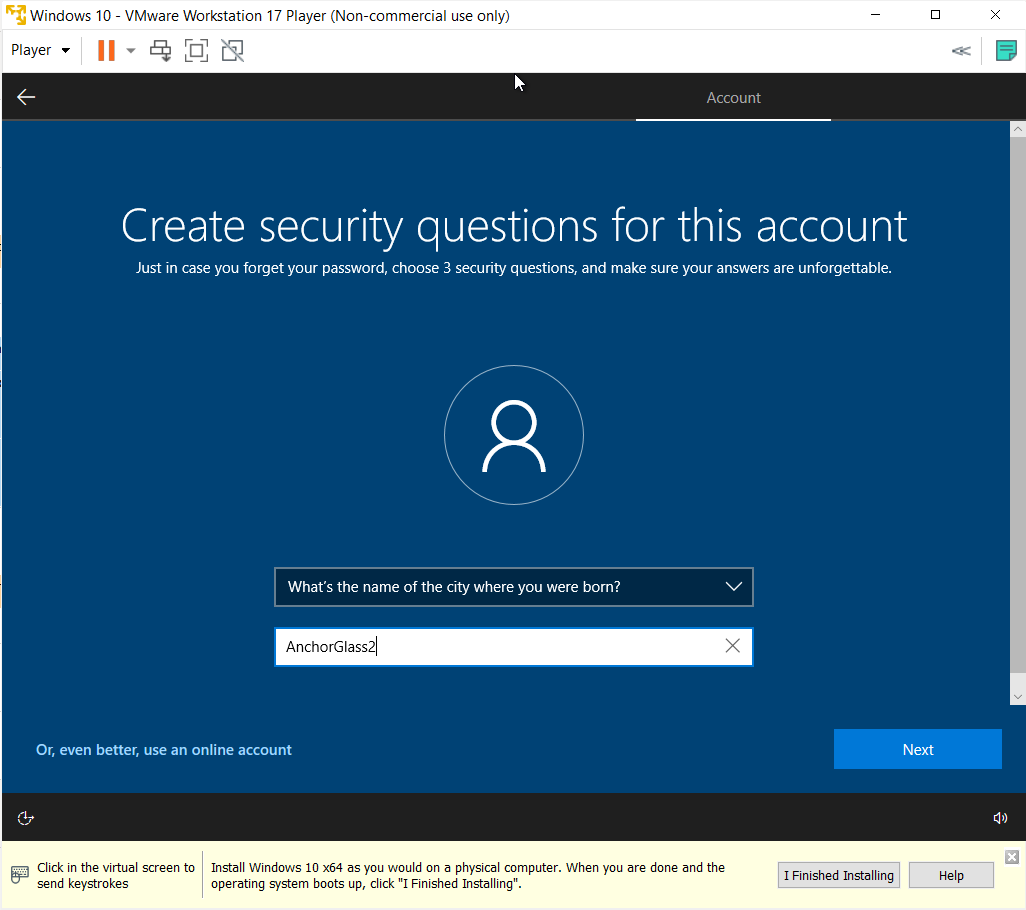 Windows 10 - VMware Workstation 17 Player (Non-commercial use only)
Player
Account
Create security questions for this account
Just in case you forget your password, choose 3 security questions, and make sure your answers are unforgettable.
What's the name of the city where you were born?
AnchorGlass2
Or, even better, use an online account
Next
Click in the virtual screen to
send keystrokes
Install Windows 10 x64 as you would on a physical computer. When you are done and the
operating system boots up, click "I Finished Installing".
I Finished Installing
Help